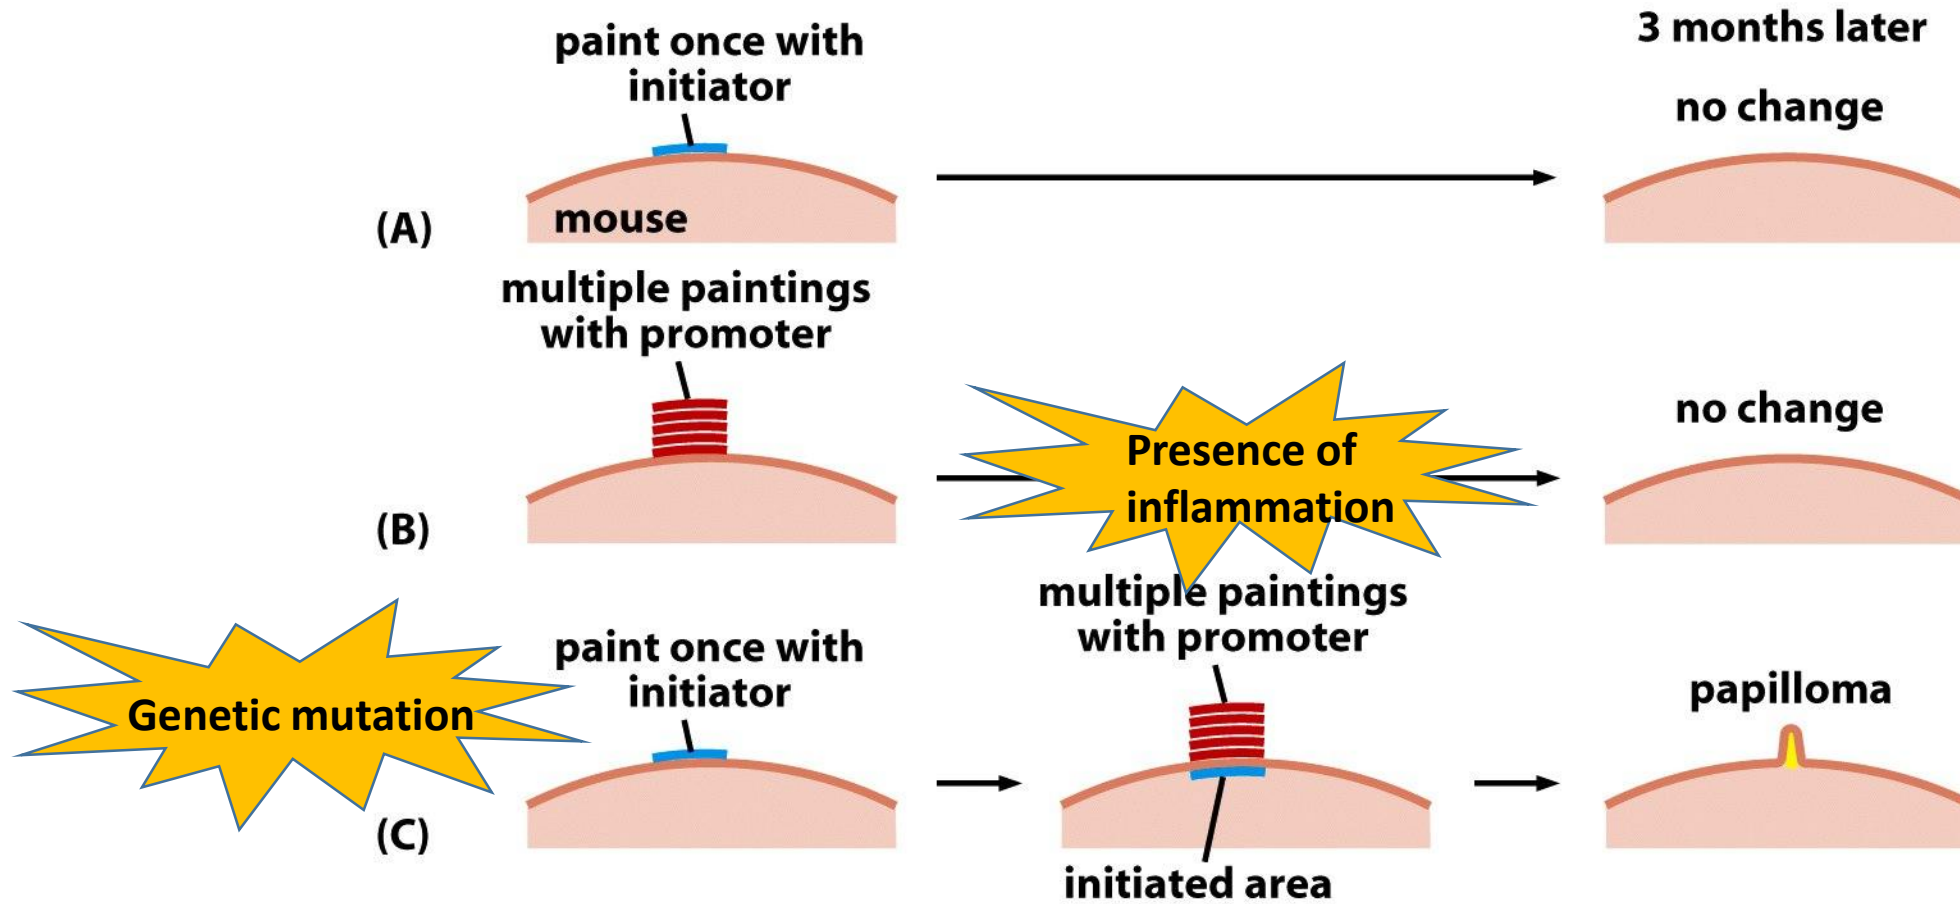 3 months later
paint once with
initiator
no change
mouse
(A)
multiple paintings
with promoter
no change
Presence of
inflammation
(B)
multiple paintings
with promoter
paint once with
initiator
papilloma
Genetic mutation
(C)
initiated area